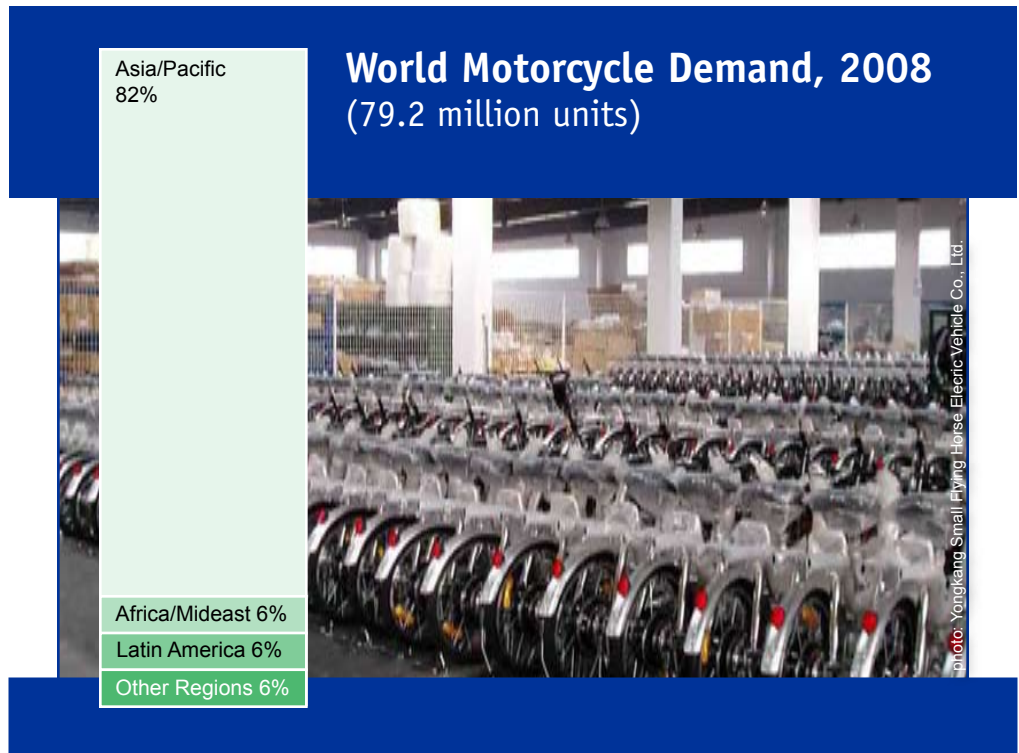 World Motorcycle Demand, 2008
(79.2 million units)
Asia/Pacific
82%
Africa/Mideast 6%
Latin America 6%
Other Regions 6%
photo: Yongkang Small Flying Horse Elecric Vehicle Co., Ltd.